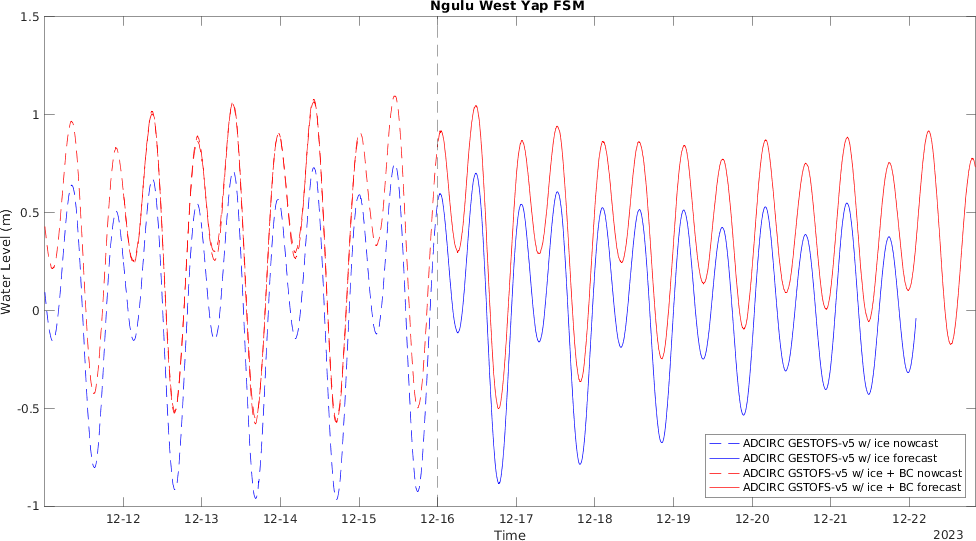 Ngulu West Yap FSM
1.5
1
0.5
0
-0.5
-1
Water Level (m)
ADCIRC GESTOFS-v5 w/ ice nowcast
ADCIRC GESTOFS-v5 w/ ice forecast
ADCIRC GSTOFS-v5 w/ ice + BC nowcast
ADCIRC GSTOFS-v5 w/ ice + BC forecast
12-12 12-13 12-14 12-15 12-16 12-17 12-18 12-19 12-20 12-21 12-22
Time
2023